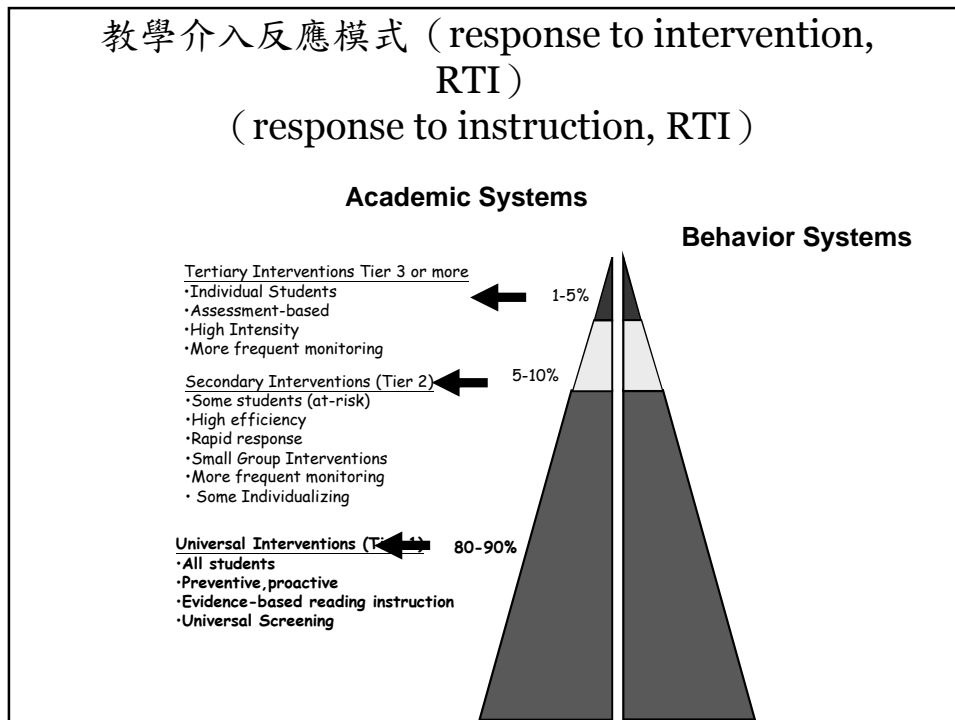 教學介入反應模式（response to intervention,
RTI）
（response to instruction, RTI）
Academic Systems
Behavior Systems
Tertiary Interventions Tier 3 or more
•Individual Students
•Assessment-based
•High Intensity
•More frequent monitoring
1-5%
Secondary Interventions (Tier 2)
•Some students (at-risk)
•High efficiency
•Rapid response
•Small Group Interventions
•More frequent monitoring
• Some Individualizing
5-10%
Universal Interventions
80-90%
•All students
•Preventive,proactive
•Evidence-based reading instruction
•Universal Screening